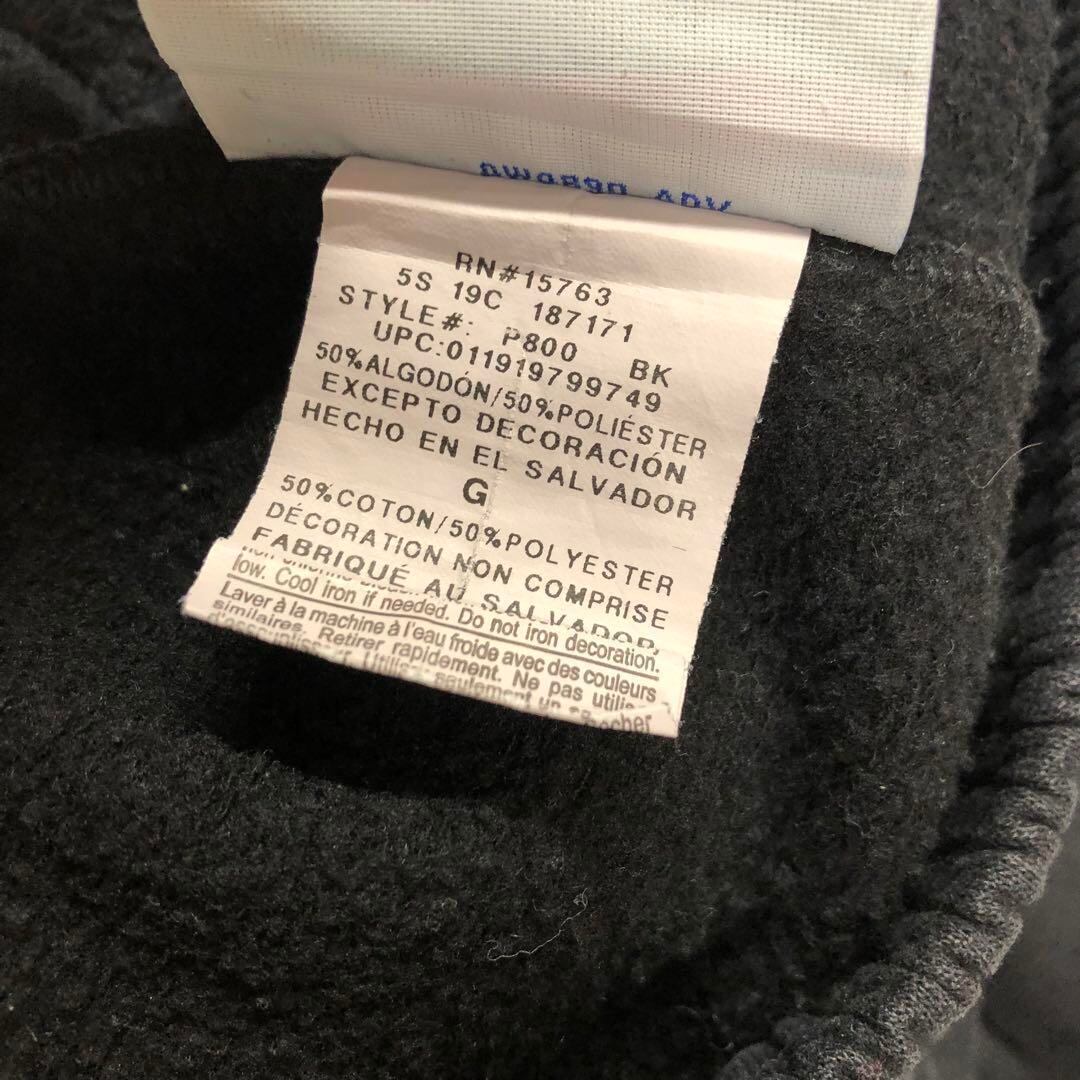 RN#15763
5S 19C 187171
STYLE#: P800 BK
UPC:011919799749
50%ALGODÓN/50%POLIÉSTER
EXCEPTO DECORACIÓN
HECHO EN EL SALVADOR
G
50%COTON/50%POLYESTER
DÉCORATION NON COMPRISE
FABRIQUÉ AU SALVADOR
low. Cool iron if needed. Do not iron decoration.
Laver à la machine à l'eau froide avec des couleurs
similaires. Retirer rapidement. Ne pas
seulement un